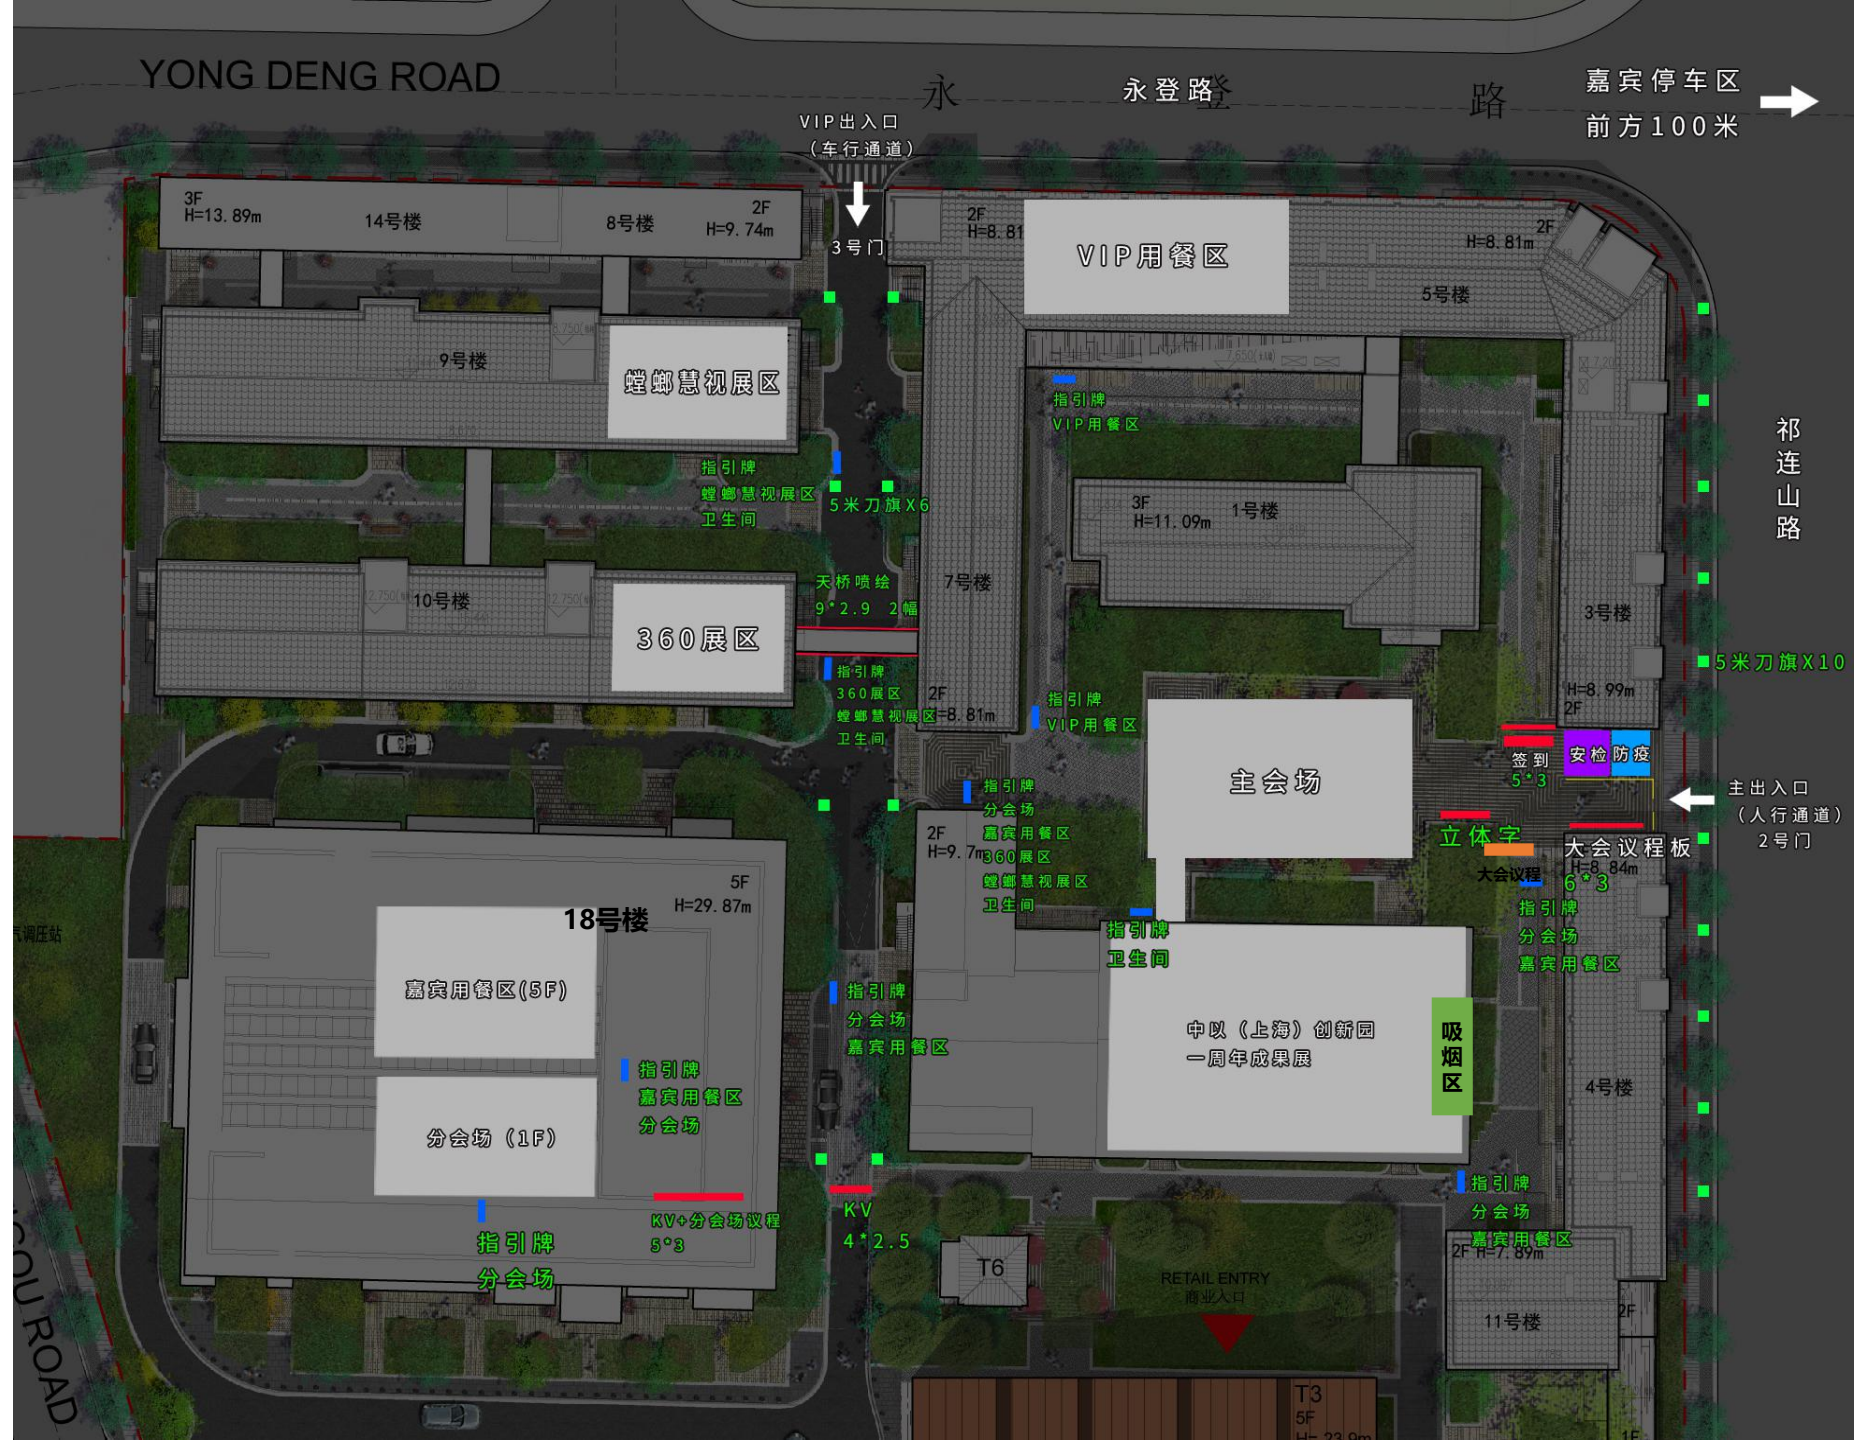 YONG DENG ROAD
永 登 路
永登路
嘉宾停车区
前方100米
VIP出入口
（车行通道）
3号门
3F
H=13.89m
14号楼
8号楼
2F
H=9.74m
2F
H=8.81
VIP用餐区
2F
H=8.81m
5号楼
9号楼
螳螂慧视展区
7,650
7,20
指引牌
VIP用餐区
祁连山路
指引牌
螳螂慧视展区
卫生间
5米刀旗X6
3F
H=11.09m
1号楼
天桥喷绘
9*2.9 2幅
7号楼
12,750
10号楼
12,750
360展区
3号楼
5米刀旗X10
指引牌
360展区
螳螂慧视展区
卫生间
2F
=8.81m
指引牌
VIP用餐区
H=8.99m
2F
签到
5*3
安检
防疫
主会场
主出入口
（人行通道）
2号门
指引牌
分会场
嘉宾用餐区
360展区
螳螂慧视展区
卫生间
2F
H=9.7m
立体字
大会议程板
H=8.84m
6*3
大会议程
指引牌
分会场
嘉宾用餐区
5F
H=29.87m
18号楼
气调压站
指引牌
卫生间
嘉宾用餐区(5F)
指引牌
分会场
嘉宾用餐区
中以（上海）创新园
一周年成果展
吸烟区
指引牌
嘉宾用餐区
分会场
4号楼
分会场（1F）
指引牌
分会场
嘉宾用餐区
KV+分会场议程
5*3
KV
4*2.5
指引牌
分会场
2F H=7.89m
T6
RETAIL ENTRY
商业入口
11号楼
2F
OU ROAD
T3
5F
H= 23.9m
1F